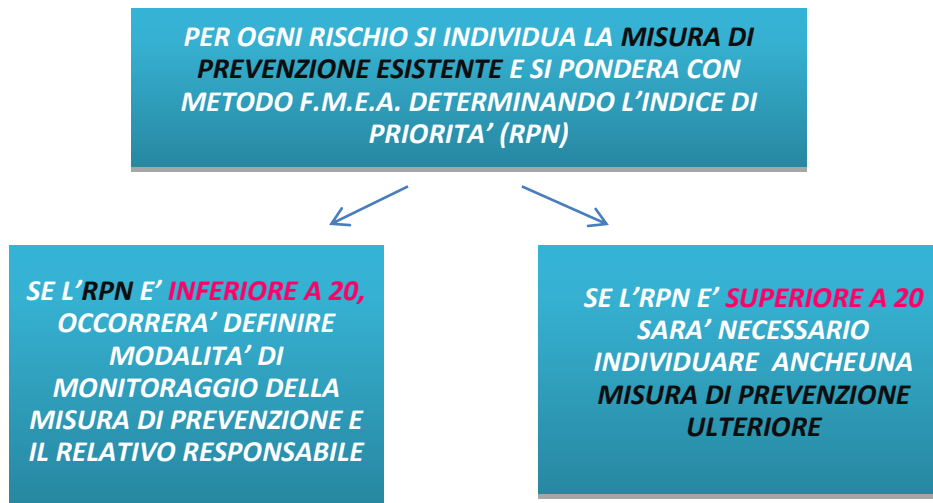 PER OGNI RISCHIO SI INDIVIDUA LA MISURA DI
PREVENZIONE ESISTENTE E SI PONDERA CON
METODO F.M.E.A. DETERMINANDO L'INDICE DI
PRIORITA' (RPN)
SE L'RPN E' INFERIORE A 20,
OCCORRERA' DEFINIRE
MODALITA' DI
MONITORAGGIO DELLA
MISURA DI PREVENZIONE E
IL RELATIVO RESPONSABILE
SE L'RPN E' SUPERIORE A 20
SARA' NECESSARIO
INDIVIDUARE ANCHEUNA
MISURA DI PREVENZIONE
ULTERIORE